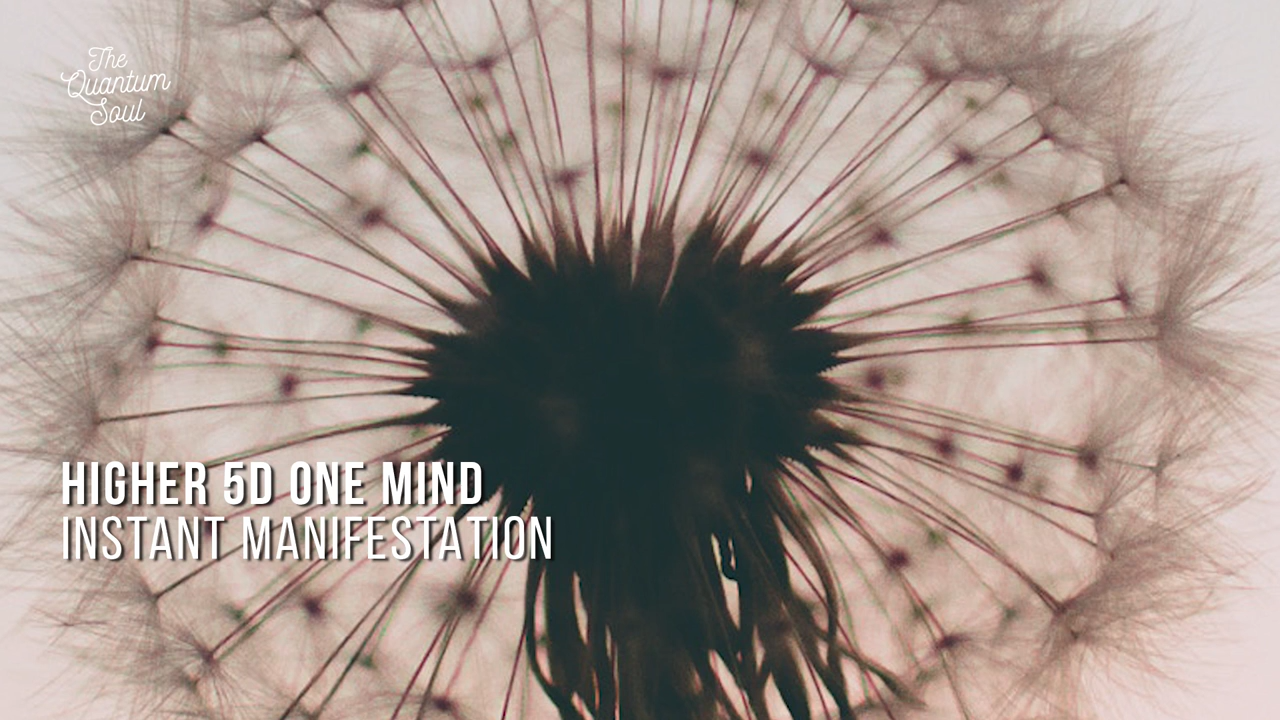 The
Quantum
Soul
HIGHER 5D ONE MIND
INSTANT MANIFESTATION